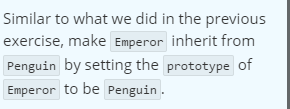 Similar to what we did in the previous
exercise, make Emperor inherit from
Penguin by setting the prototype of
Emperor to be Penguin.